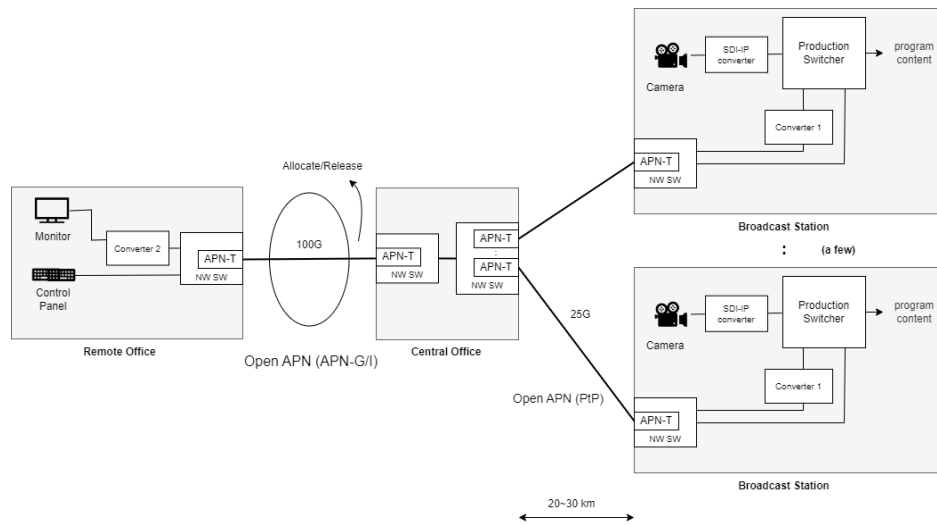 Allocate/Release
100G
Open APN (APN-G/I)
Monitor
Converter 2
Control
Panel
APN-T
NW SW
Remote Office
APN-T
NW SW
APN-T
:
APN-T
NW SW
Central Office
25G
Open APN (PtP)
20~30 km
Camera
SDI-IP
converter
Production
Switcher
program
content
Converter 1
APN-T
NW SW
Broadcast Station
: (a few)
Camera
SDI-IP
converter
Production
Switcher
program
content
Converter 1
APN-T
NW SW
Broadcast Station